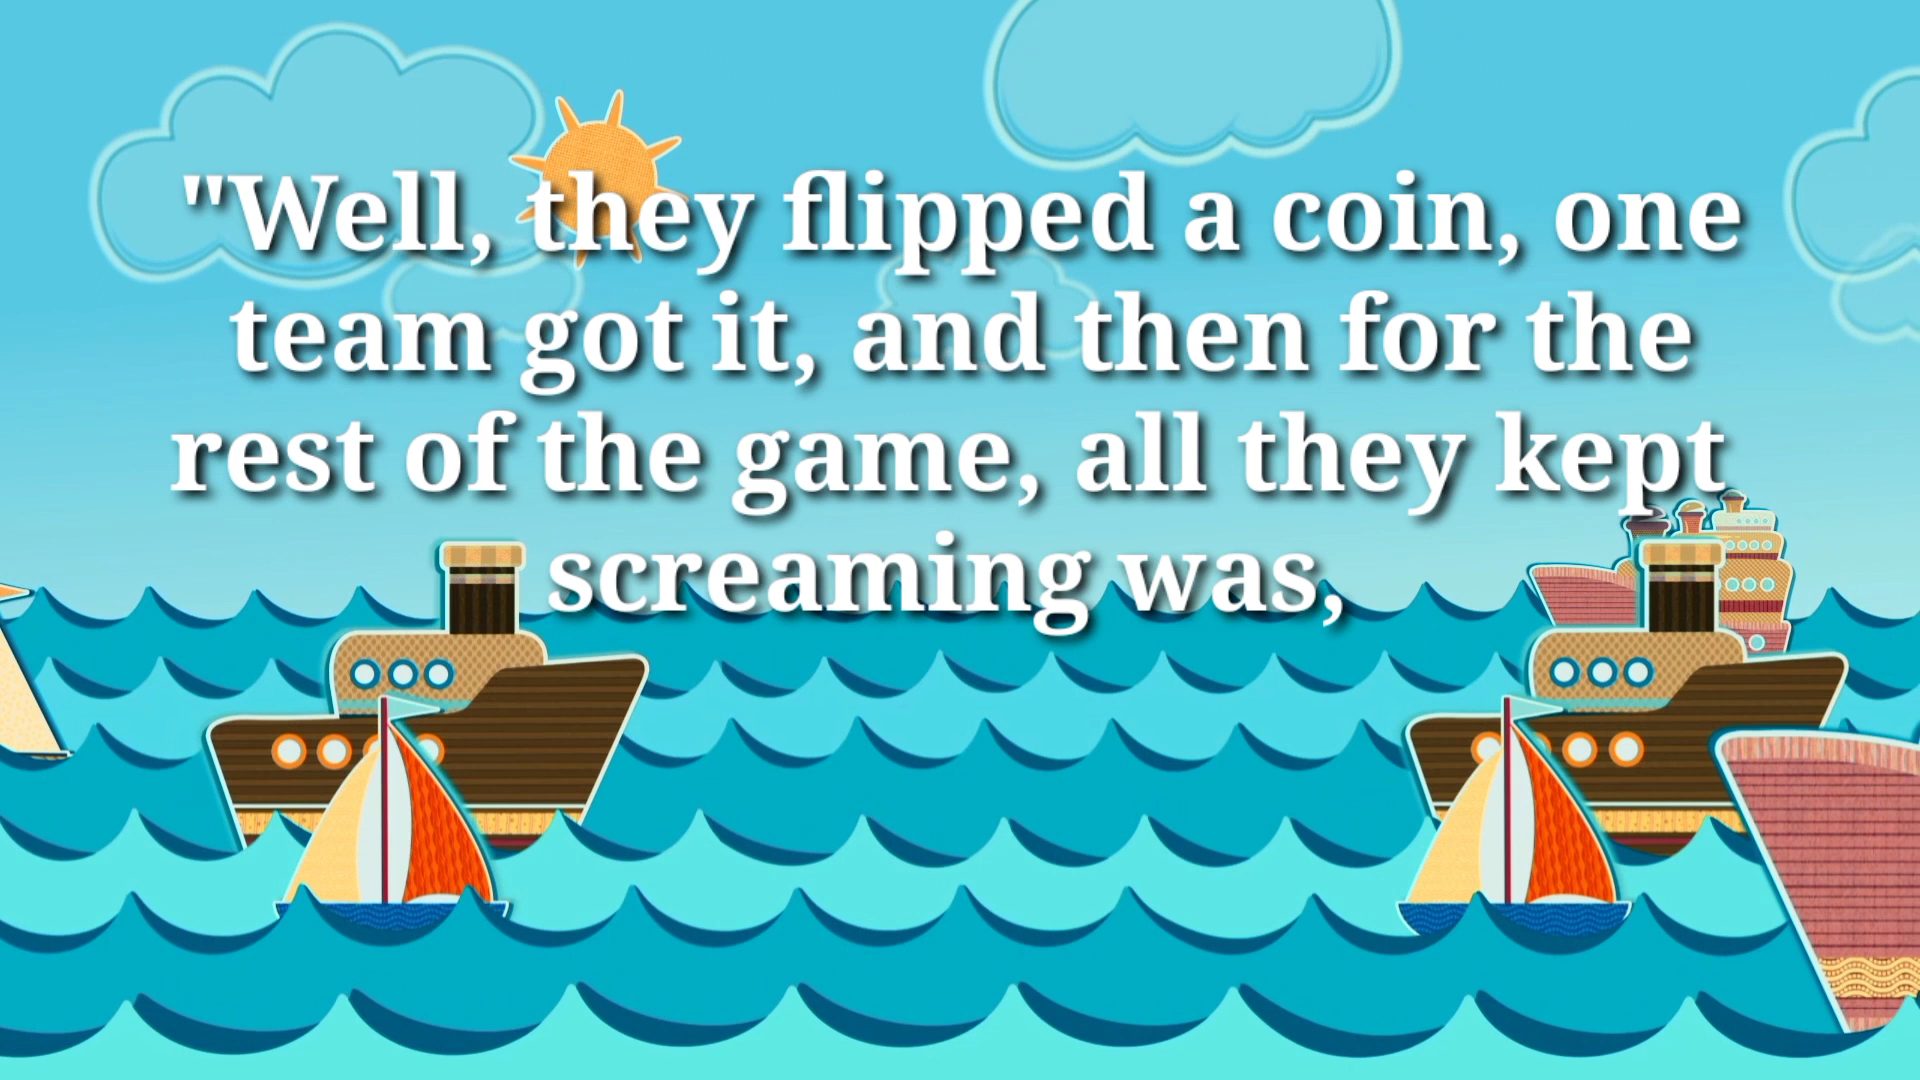 "Well, they flipped a coin, one
team got it, and then for the
rest of the game, all they kept
screaming was,